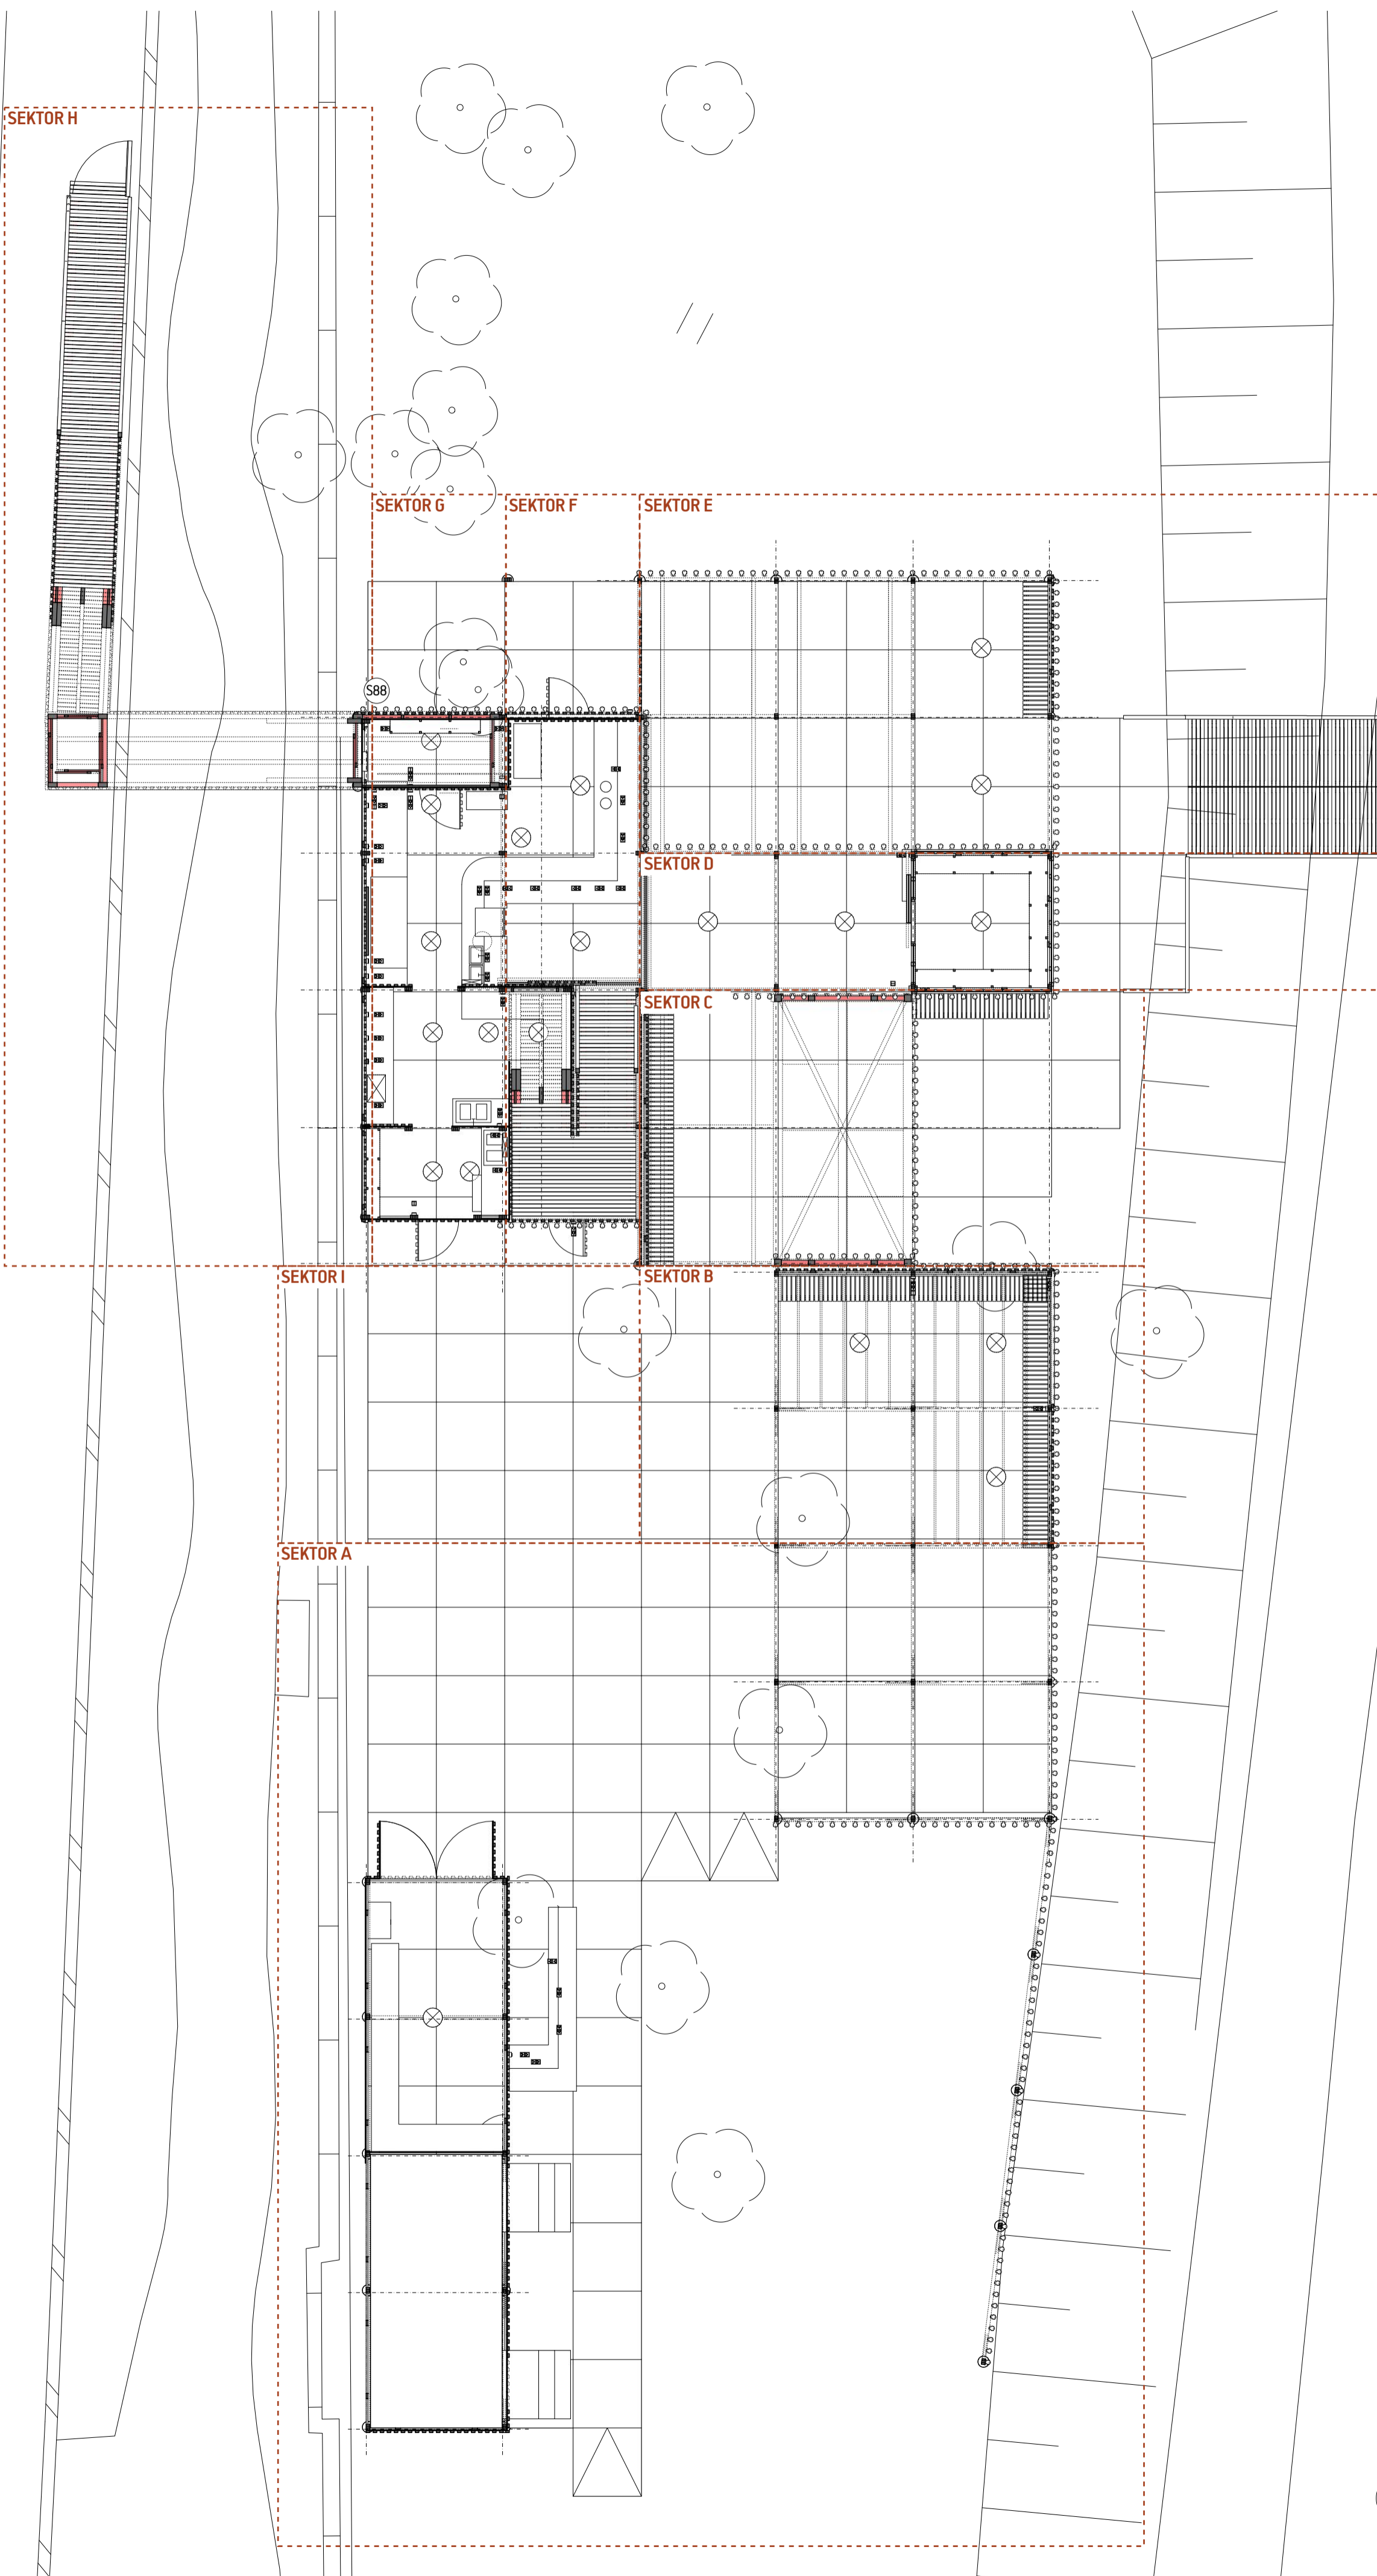 SEKTOR H
SEKTOR G
SEKTOR F
SEKTOR E
S88
SEKTOR D
SEKTOR C
SEKTOR I
SEKTOR B
SEKTOR A